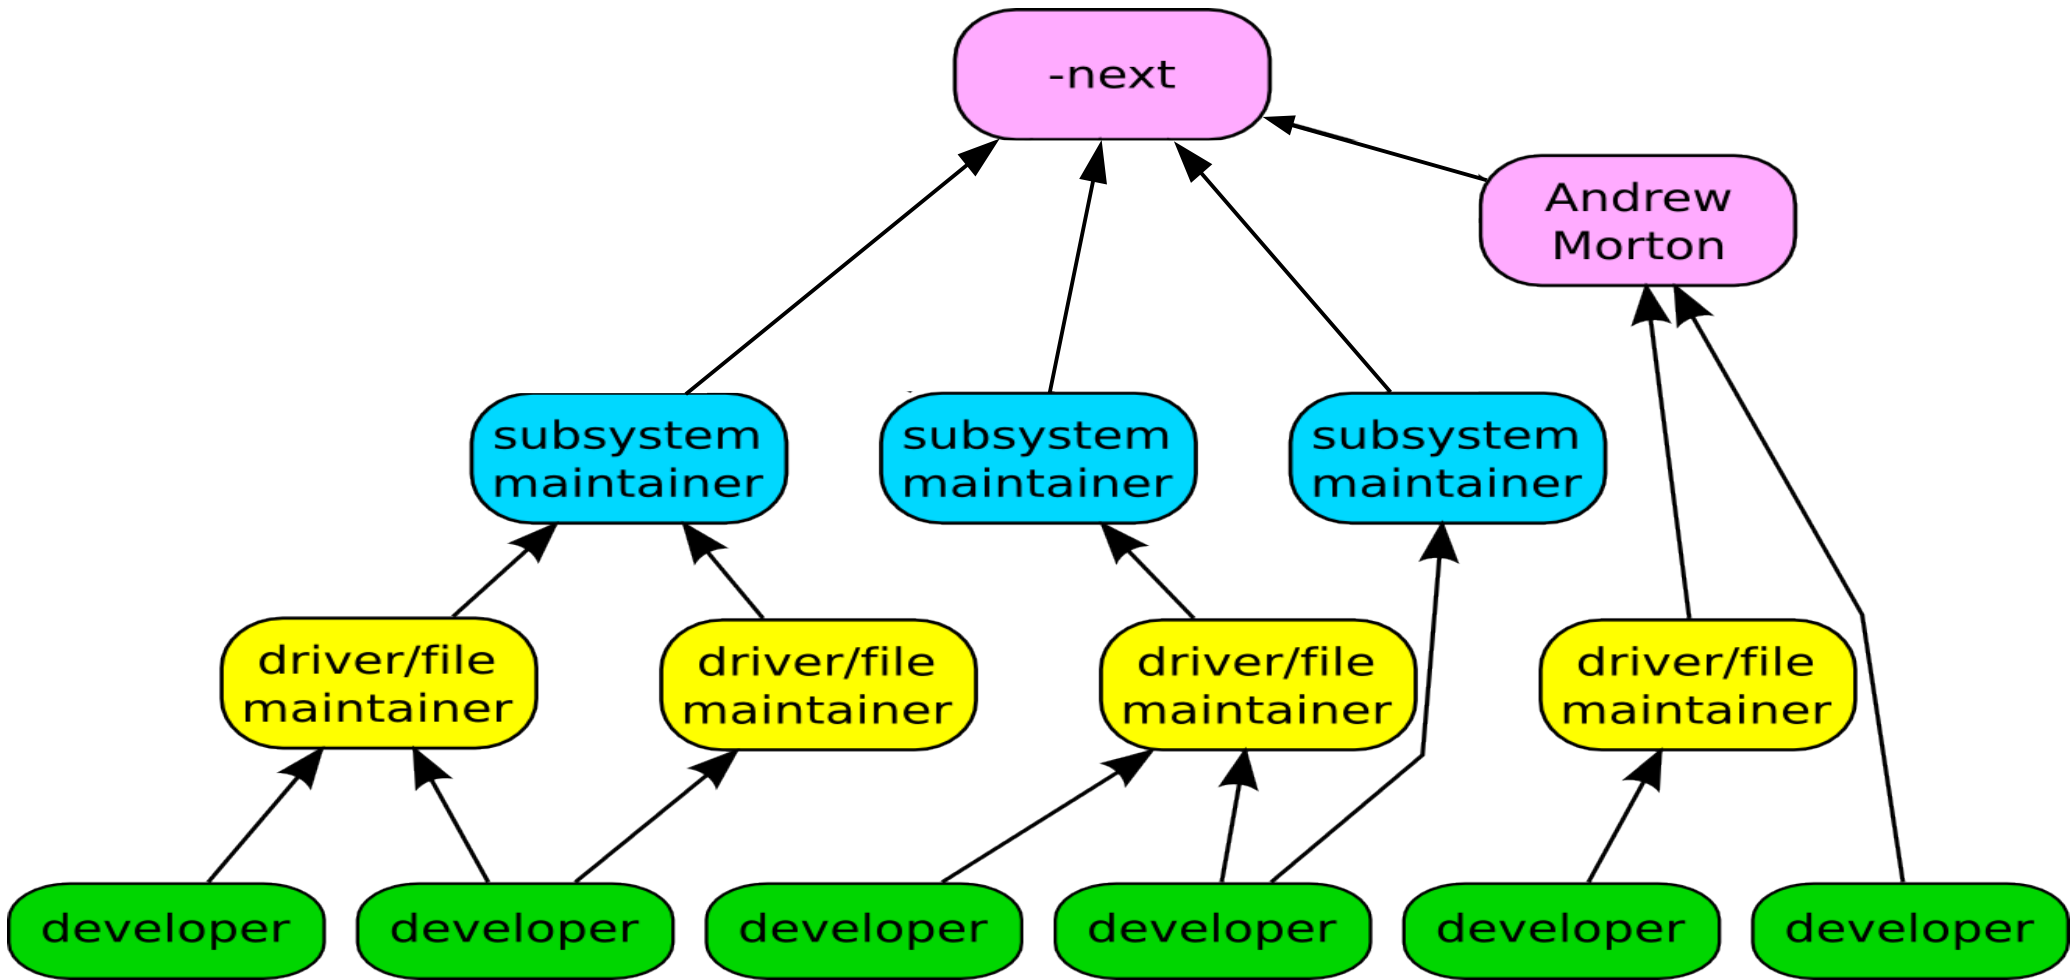 -next
Andrew
Morton
subsystem
maintainer
subsystem
maintainer
subsystem
maintainer
driver/file
maintainer
driver/file
maintainer
driver/file
maintainer
driver/file
maintainer
developer
developer
developer
developer
developer
developer